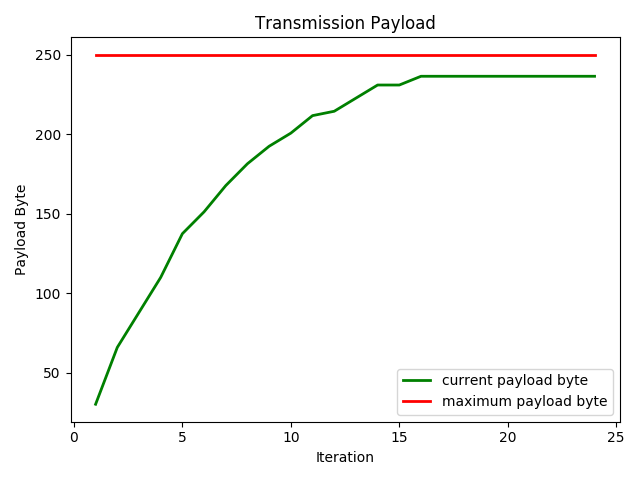 Transmission Payload
250
200
150
100
50
Payload Byte
0
5
10
15
20
25
Iteration
current payload byte
maximum payload byte